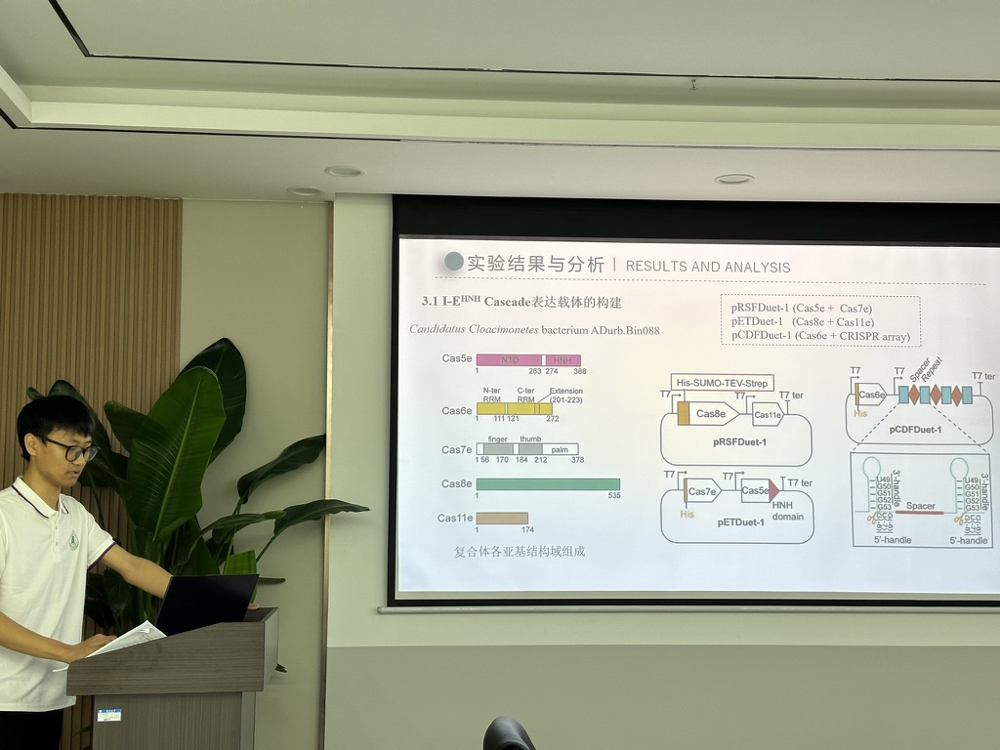 实验结果与分析 | RESULTS AND ANALYSIS
3.1 I-E^HNH Cascade表达载体的构建
Candidatus Cloacimonetes bacterium ADurb.Bin088
pRSFDuet-1 (Cas5e + Cas7e)
pETDuet-1 (Cas8e + Cas11e)
pCDFDuet-1 (Cas6e + CRISPR array)
Cas5e NTD HNH
1 263 274 388
N-ter RRM C-ter RRM Extension (201-223)
Cas6e
1 111 121 272
finger thumb
Cas7e palm
1 56 170 184 212 378
Cas8e
1 535
Cas11e
1 174
复合体各亚基结构域组成
His-SUMO-TEV-Strep
T7 T7 T7 ter
Cas8e Cas11e
pRSFDuet-1
T7 T7 T7 ter
Cas7e Cas5e
His HNH domain
pETDuet-1
Spacer Repeat
T7 T7 T7 ter
Cas6e
His
pCDFDuet-1
U49 U49
G50 G50
G51 G51
G52 G52
G53 G53
3'-handle 3'-handle
Spacer
5'-handle 5'-handle